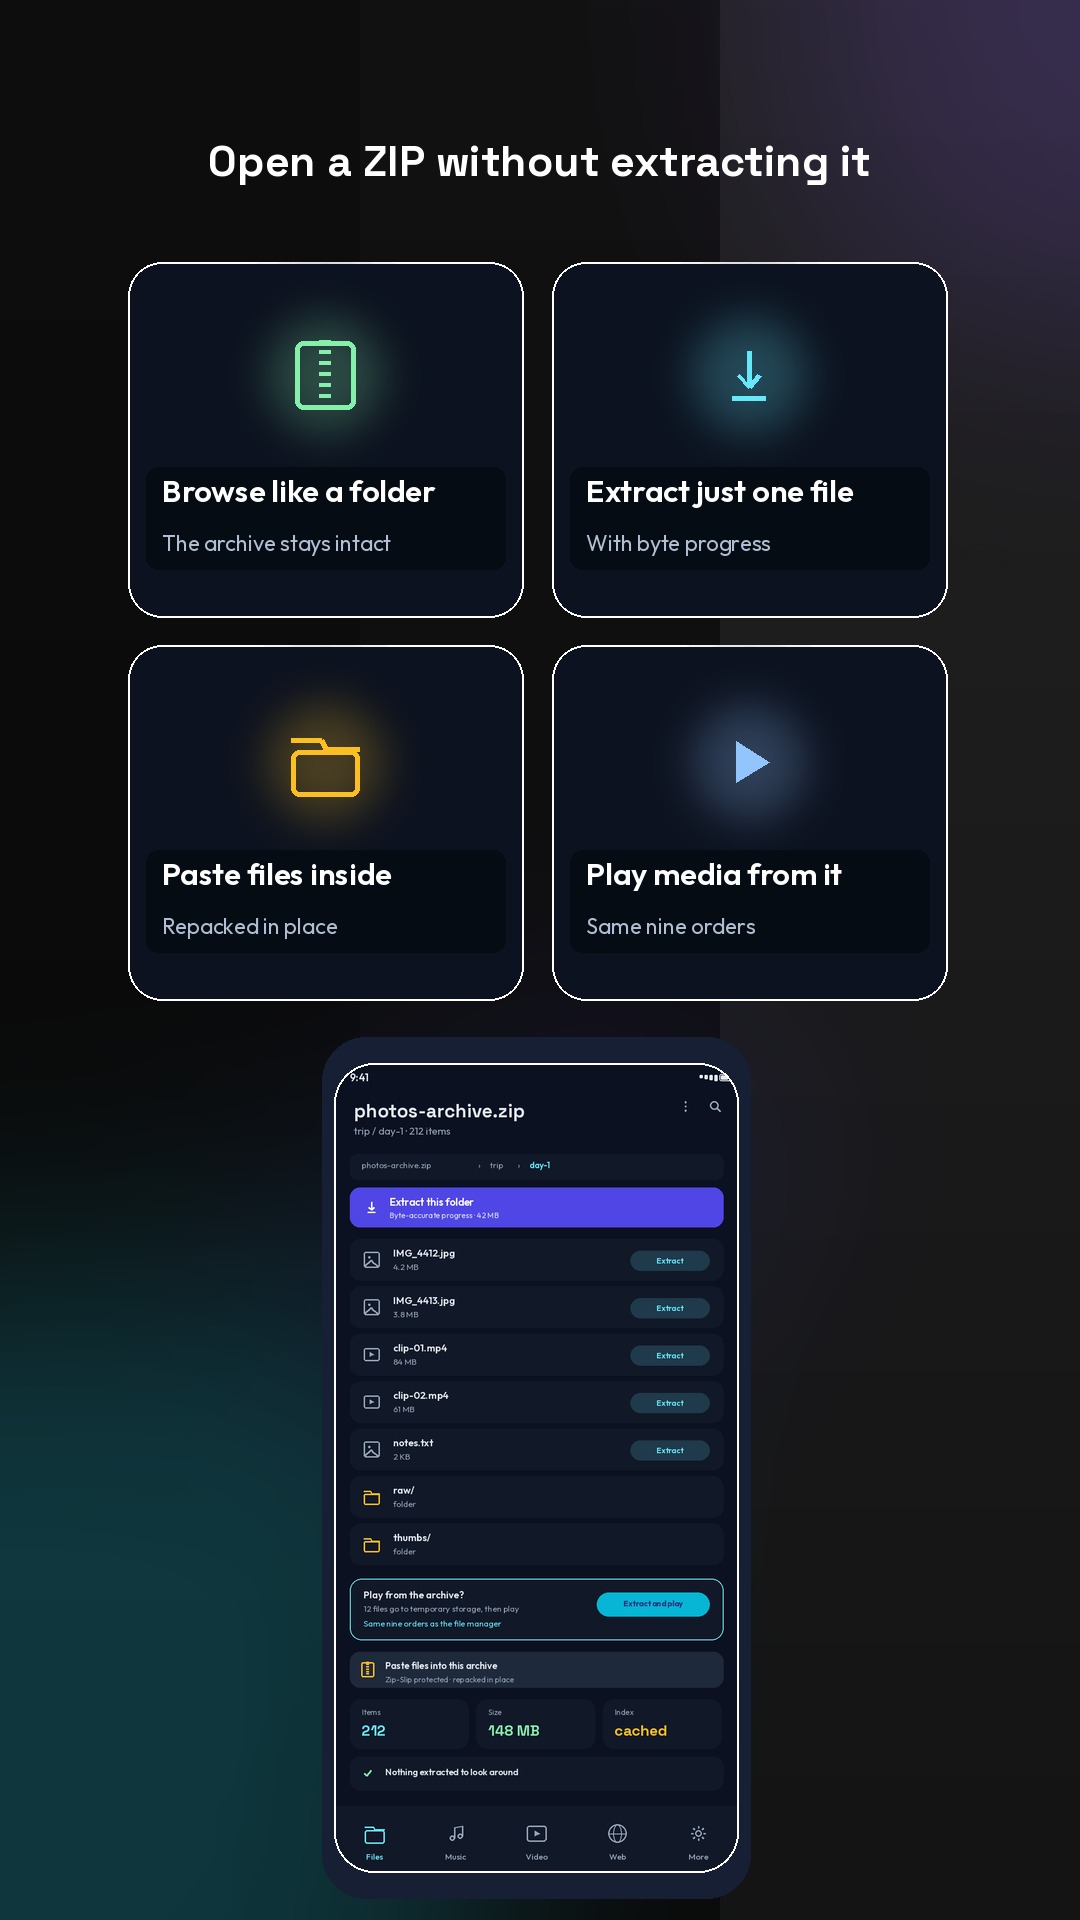 Open a ZIP without extracting it
Browse like a folder
The archive stays intact
Extract just one file
With byte progress
Paste files inside
Repacked in place
Play media from it
Same nine orders
9:41
photos-archive.zip
trip / day-1 · 212 items
photos-archive.zip › trip › day-1
Extract this folder
Byte-accurate progress · 42 MB
IMG_4412.jpg
4.2 MB
Extract
IMG_4413.jpg
3.8 MB
Extract
clip-01.mp4
84 MB
Extract
clip-02.mp4
61 MB
Extract
notes.txt
2 KB
Extract
raw/
folder
thumbs/
folder
Play from the archive?
12 files go to temporary storage, then play
Same nine orders as the file manager
Extract and play
Paste files into this archive
Zip-Slip protected · repacked in place
Items
212
Size
148 MB
Index
cached
Nothing extracted to look around
Files
Music
Video
Web
More